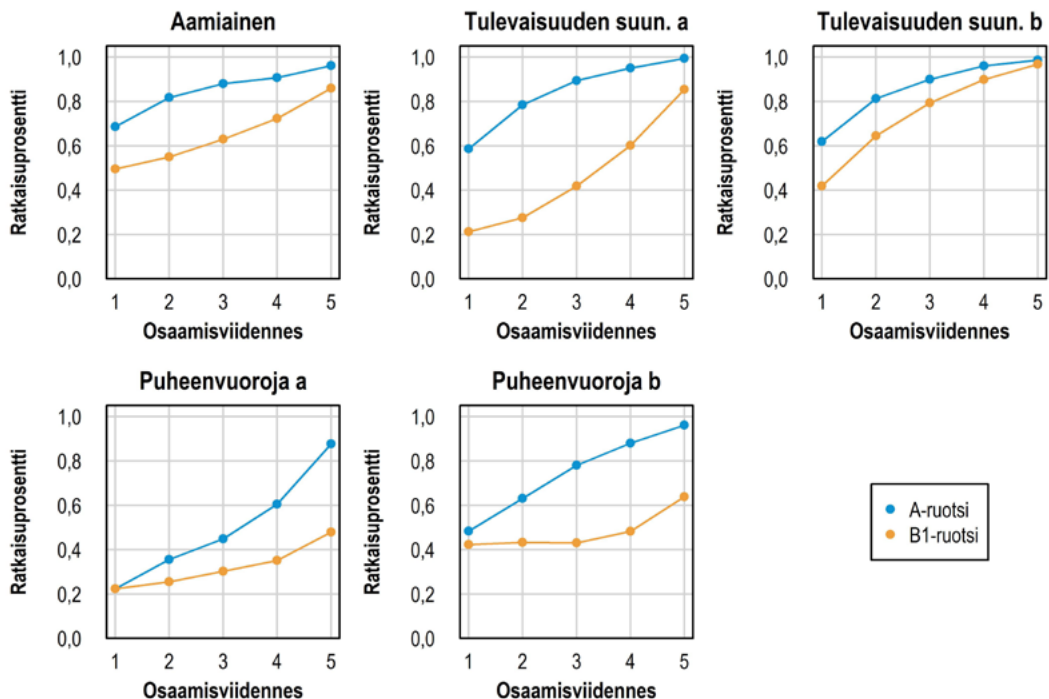 Aamiainen
Ratkaisuprosentti
1,0
0,8
0,6
0,4
0,2
0,0
1 2 3 4 5
Osaamisviidennes
Tulevaisuuden suun. a
Ratkaisuprosentti
1,0
0,8
0,6
0,4
0,2
0,0
1 2 3 4 5
Osaamisviidennes
Tulevaisuuden suun. b
Ratkaisuprosentti
1,0
0,8
0,6
0,4
0,2
0,0
1 2 3 4 5
Osaamisviidennes
Puheenvuoroja a
Ratkaisuprosentti
1,0
0,8
0,6
0,4
0,2
0,0
1 2 3 4 5
Osaamisviidennes
Puheenvuoroja b
Ratkaisuprosentti
1,0
0,8
0,6
0,4
0,2
0,0
1 2 3 4 5
Osaamisviidennes
A-ruotsi
B1-ruotsi